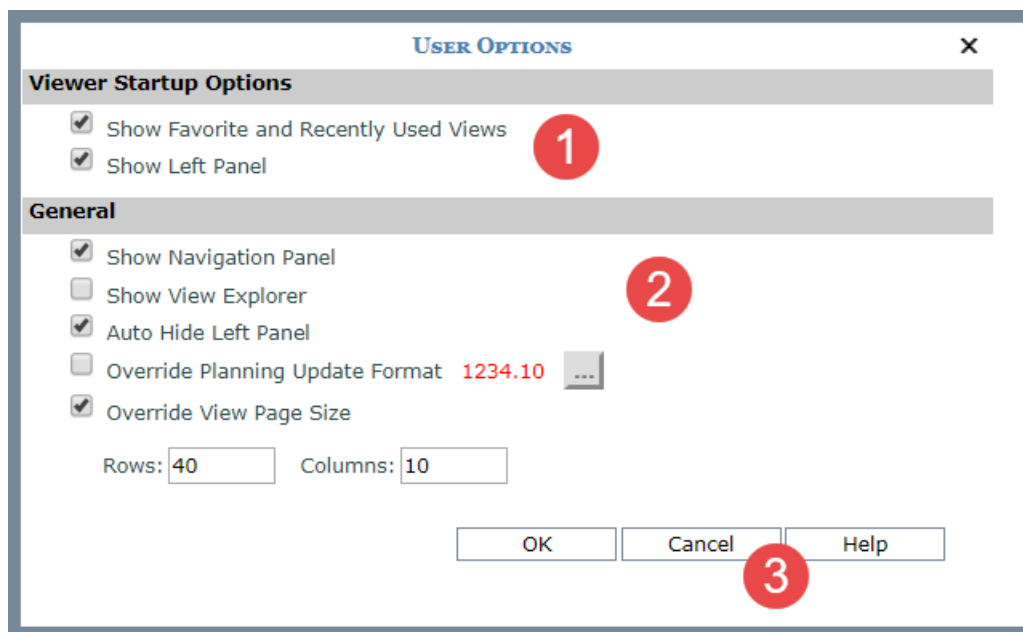 USER OPTIONS ×
Viewer Startup Options
Show Favorite and Recently Used Views
1
Show Left Panel
General
Show Navigation Panel
2
Show View Explorer
Auto Hide Left Panel
Override Planning Update Format 1234.10 ...
Override View Page Size
Rows: 40 Columns: 10
OK Cancel Help
3